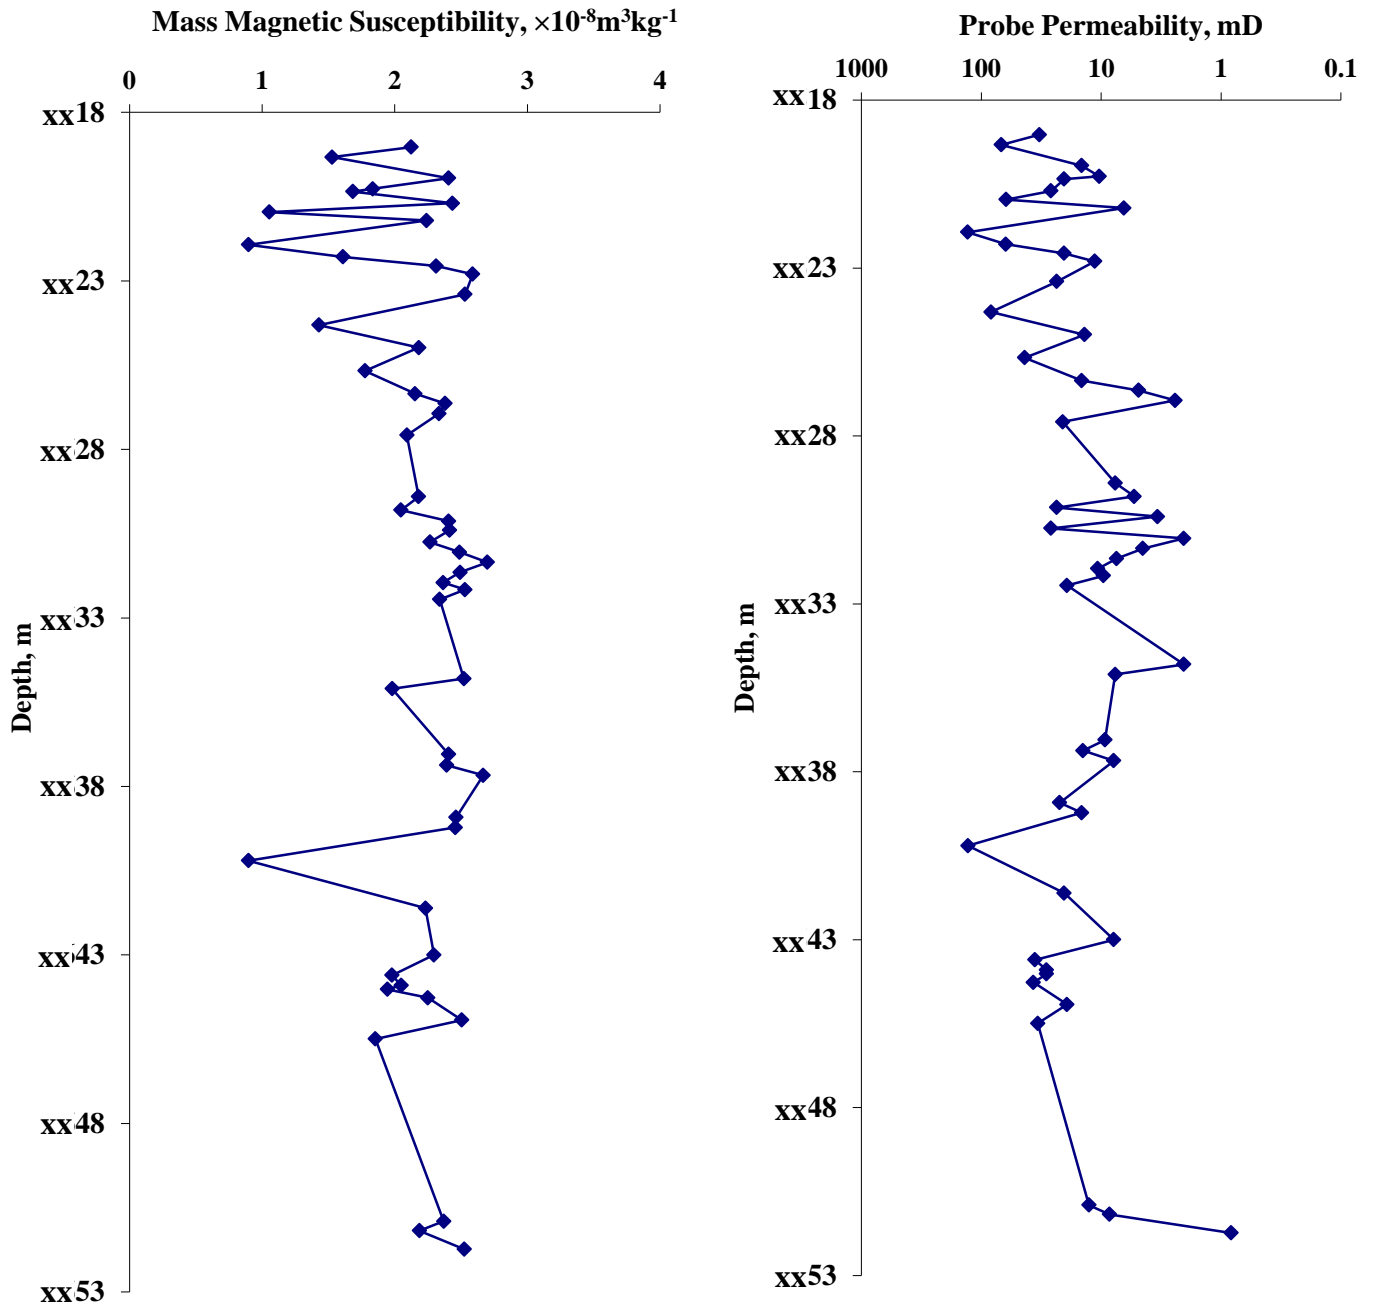 Mass Magnetic Susceptibility, ×10⁻⁸m³kg⁻¹
0 1 2 3 4
xx18
xx23
xx28
xx33
xx38
xx43
xx48
xx53
Depth, m
Probe Permeability, mD
1000 100 10 1 0.1
xx18
xx23
xx28
xx33
xx38
xx43
xx48
xx53
Depth, m